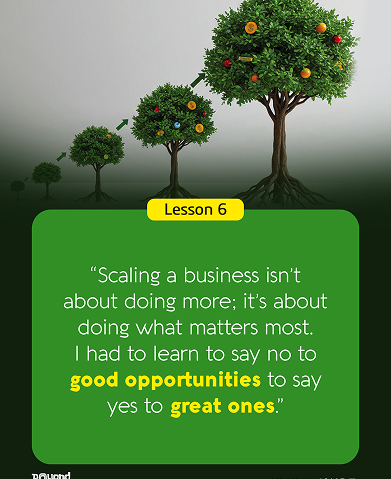 Lesson 6
“Scaling a business isn’t
about doing more; it’s about
doing what matters most.
I had to learn to say no to
good opportunities to say
yes to great ones.”